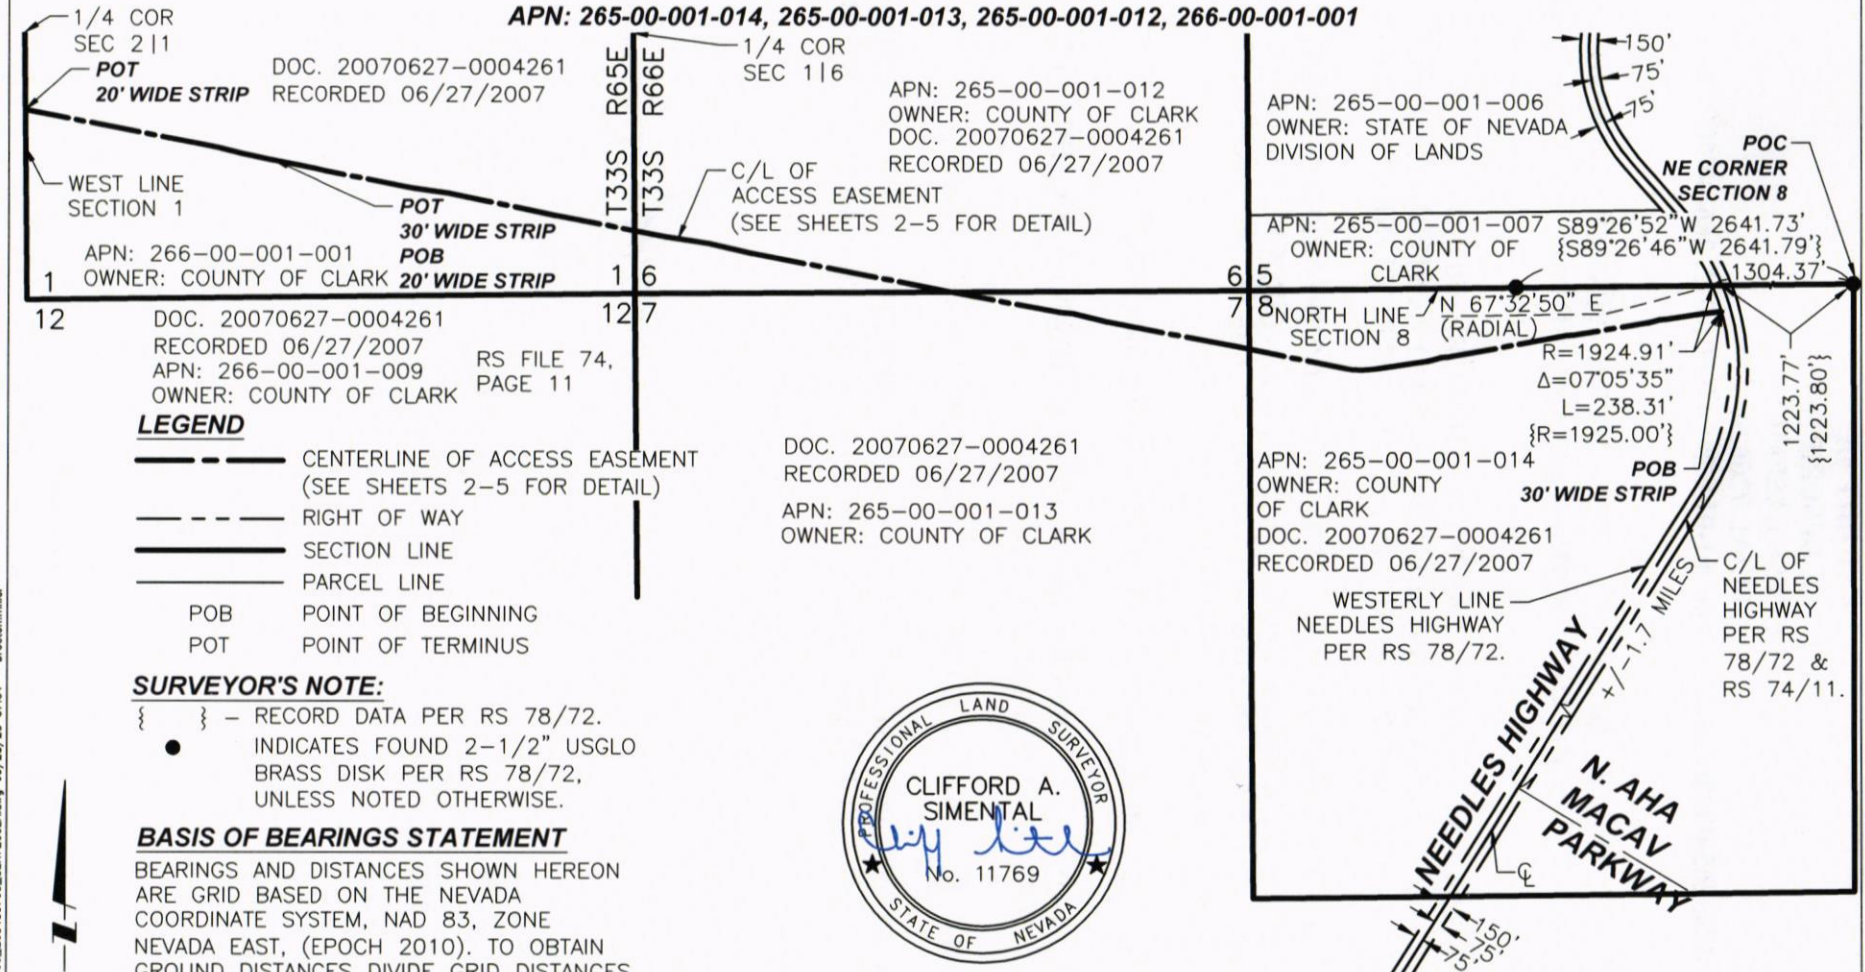 APN: 265-00-001-014, 265-00-001-013, 265-00-001-012, 266-00-001-001
1/4 COR
SEC 2|1
POT
20' WIDE STRIP
DOC. 20070627-0004261
RECORDED 06/27/2007
WEST LINE
SECTION 1
APN: 266-00-001-001
OWNER: COUNTY OF CLARK
POT
30' WIDE STRIP
POB
20' WIDE STRIP
T33S R65E
T33S R66E
1/4 COR
SEC 1|6
C/L OF
ACCESS EASEMENT
(SEE SHEETS 2-5 FOR DETAIL)
APN: 265-00-001-012
OWNER: COUNTY OF CLARK
DOC. 20070627-0004261
RECORDED 06/27/2007
150'
75'
75'
APN: 265-00-001-006
OWNER: STATE OF NEVADA
DIVISION OF LANDS
POC
NE CORNER
SECTION 8
APN: 265-00-001-007
OWNER: COUNTY OF
CLARK
S89°26'52"W 2641.73'
{S89°26'46"W 2641.79'}
1304.37'
1
12
1 6
12 7
6 5
7 8
NORTH LINE
SECTION 8
N 67°32'50" E
(RADIAL)
R=1924.91'
Δ=07°05'35"
L=238.31'
{R=1925.00'}
1223.77'
{1223.80'}
DOC. 20070627-0004261
RECORDED 06/27/2007
APN: 266-00-001-009
OWNER: COUNTY OF CLARK
RS FILE 74,
PAGE 11
DOC. 20070627-0004261
RECORDED 06/27/2007
APN: 265-00-001-013
OWNER: COUNTY OF CLARK
APN: 265-00-001-014
OWNER: COUNTY
OF CLARK
DOC. 20070627-0004261
RECORDED 06/27/2007
POB
30' WIDE STRIP
WESTERLY LINE
NEEDLES HIGHWAY
PER RS 78/72.
C/L OF
NEEDLES
HIGHWAY
PER RS
78/72 &
RS 74/11.
+/-1.7 MILES
NEEDLES HIGHWAY
N. AHA
MACAV
PARKWAY
℄
150'
75'
75'
LEGEND
CENTERLINE OF ACCESS EASEMENT
(SEE SHEETS 2-5 FOR DETAIL)
RIGHT OF WAY
SECTION LINE
PARCEL LINE
POB POINT OF BEGINNING
POT POINT OF TERMINUS
SURVEYOR'S NOTE:
{ } - RECORD DATA PER RS 78/72.
INDICATES FOUND 2-1/2" USGLO
BRASS DISK PER RS 78/72,
UNLESS NOTED OTHERWISE.
BASIS OF BEARINGS STATEMENT
BEARINGS AND DISTANCES SHOWN HEREON
ARE GRID BASED ON THE NEVADA
COORDINATE SYSTEM, NAD 83, ZONE
NEVADA EAST, (EPOCH 2010). TO OBTAIN
GROUND DISTANCES DIVIDE GRID DISTANCES
PROFESSIONAL LAND SURVEYOR
CLIFFORD A.
SIMENTAL
No. 11769
STATE OF NEVADA